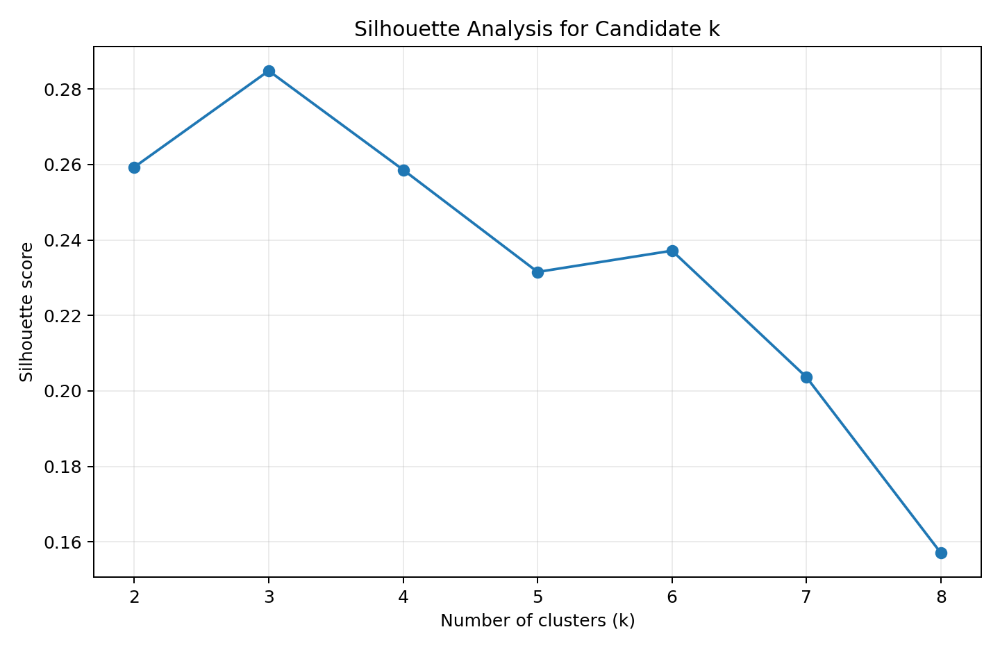 Silhouette Analysis for Candidate k
Silhouette score
0.28
0.26
0.24
0.22
0.20
0.18
0.16
2 3 4 5 6 7 8
Number of clusters (k)